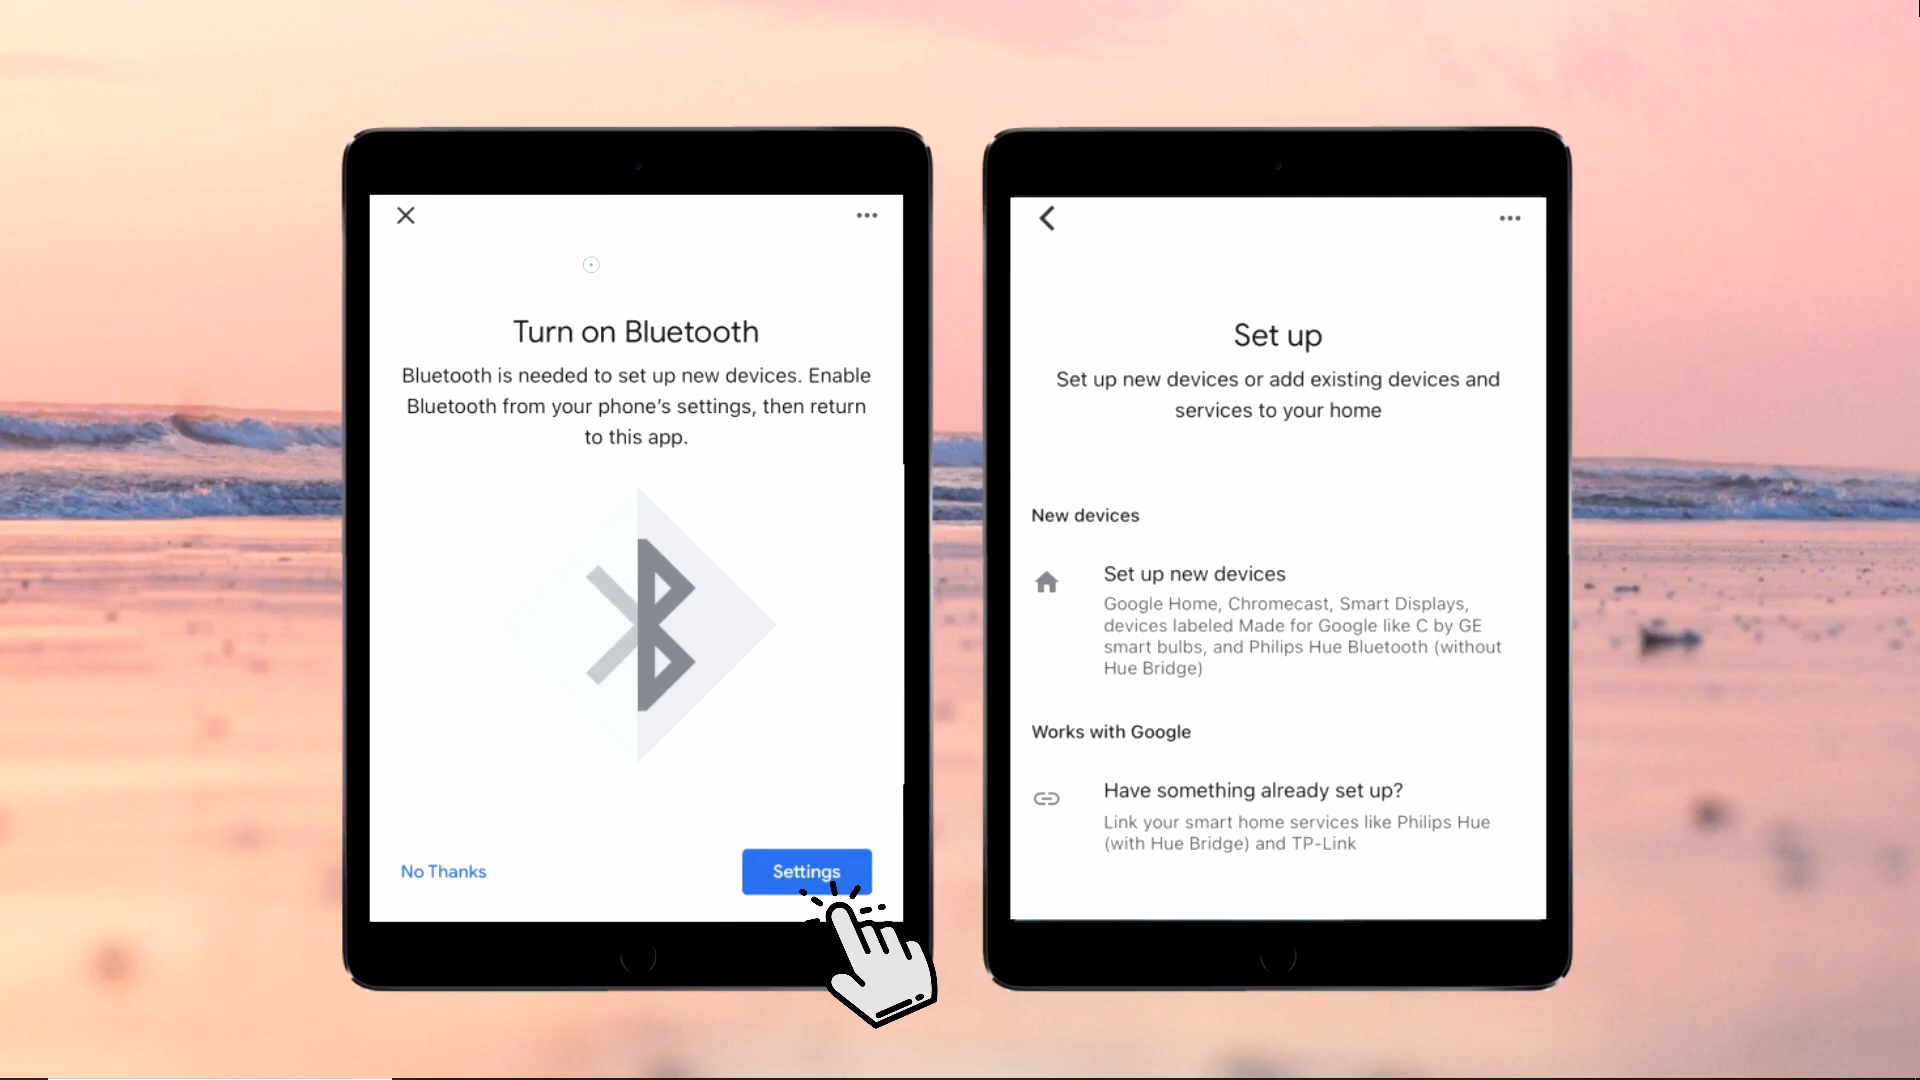 Turn on Bluetooth
Bluetooth is needed to set up new devices. Enable
Bluetooth from your phone's settings, then return
to this app.
No Thanks
Settings
Set up
Set up new devices or add existing devices and
services to your home
New devices
Set up new devices
Google Home, Chromecast, Smart Displays,
devices labeled Made for Google like C by GE
smart bulbs, and Philips Hue Bluetooth (without
Hue Bridge)
Works with Google
Have something already set up?
Link your smart home services like Philips Hue
(with Hue Bridge) and TP-Link